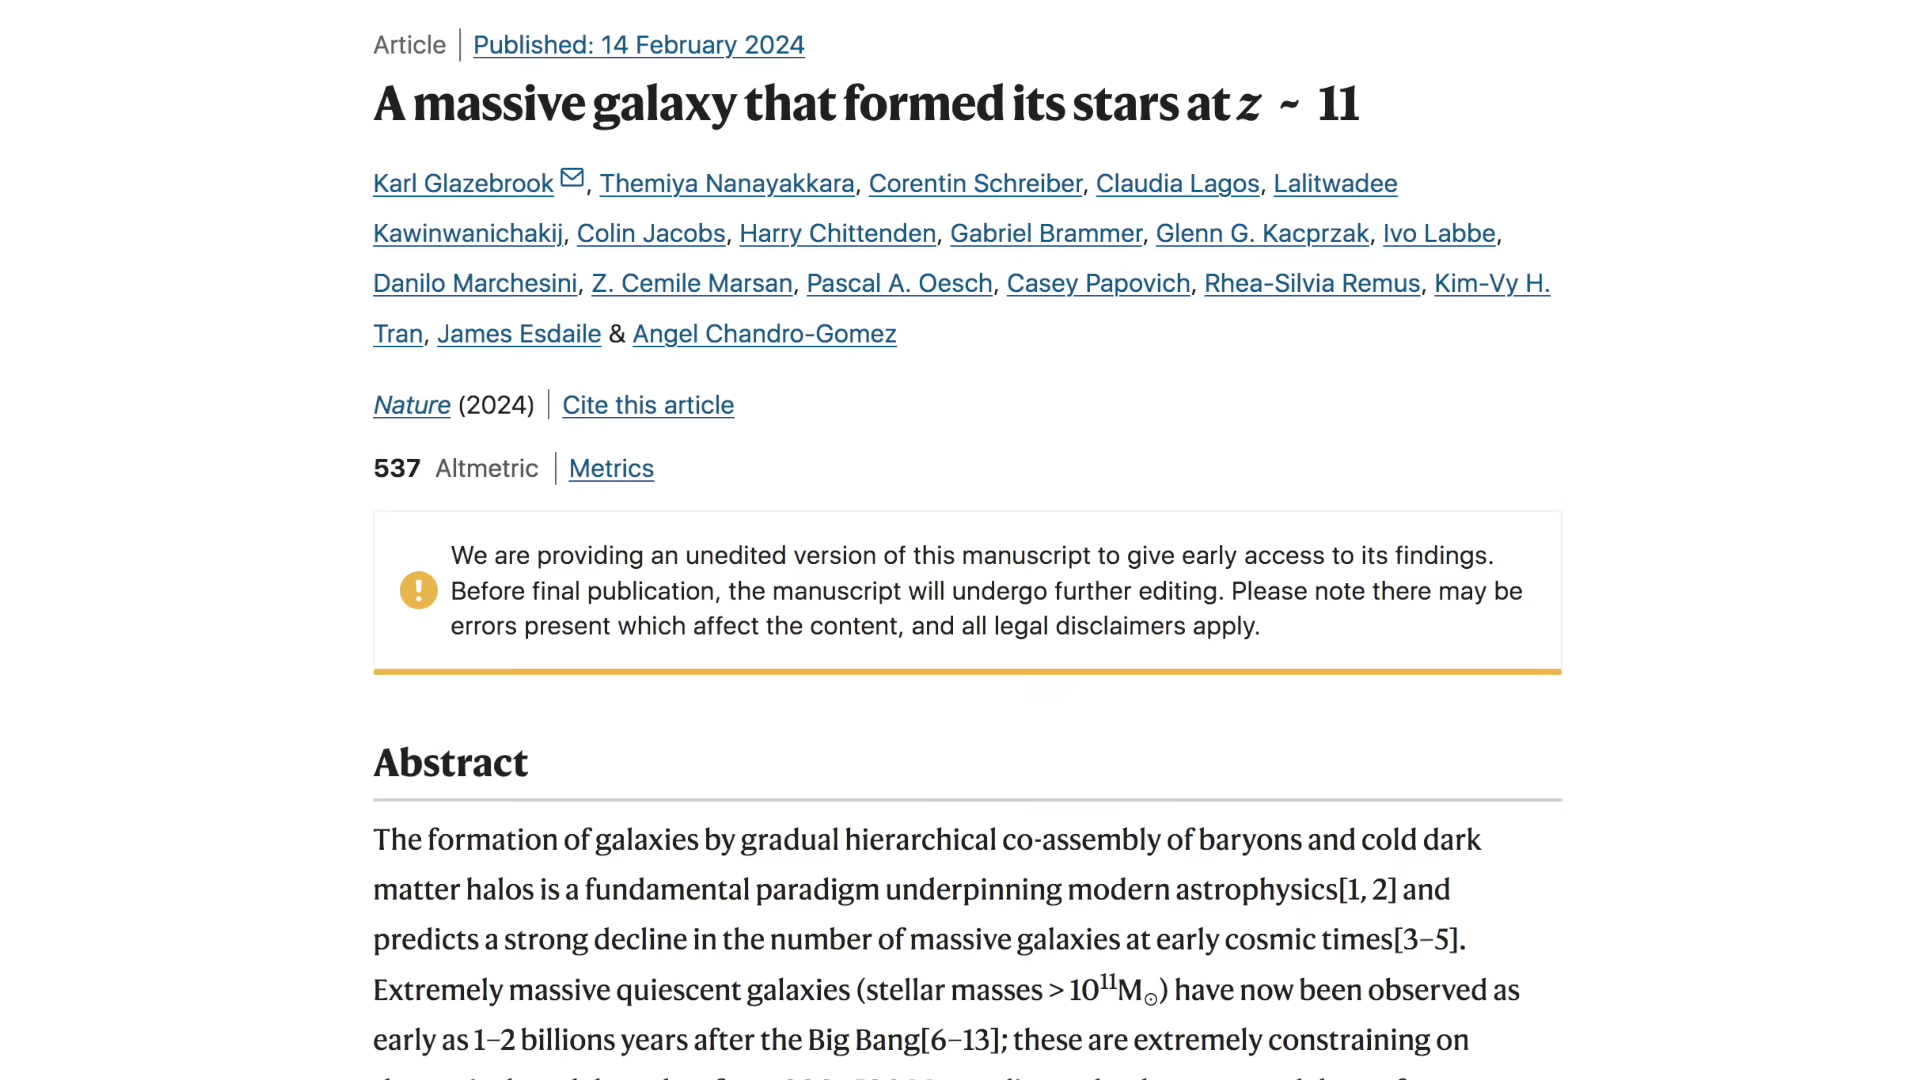 Article | Published: 14 February 2024
A massive galaxy that formed its stars at z ~ 11
Karl Glazebrook, Themiya Nanayakkara, Corentin Schreiber, Claudia Lagos, Lalitwadee
Kawinwanichakij, Colin Jacobs, Harry Chittenden, Gabriel Brammer, Glenn G. Kacprzak, Ivo Labbe,
Danilo Marchesini, Z. Cemile Marsan, Pascal A. Oesch, Casey Papovich, Rhea-Silvia Remus, Kim-Vy H.
Tran, James Esdaile & Angel Chandro-Gomez
Nature (2024) | Cite this article
537 Altmetric | Metrics
We are providing an unedited version of this manuscript to give early access to its findings.
Before final publication, the manuscript will undergo further editing. Please note there may be
errors present which affect the content, and all legal disclaimers apply.
Abstract
The formation of galaxies by gradual hierarchical co-assembly of baryons and cold dark
matter halos is a fundamental paradigm underpinning modern astrophysics[1, 2] and
predicts a strong decline in the number of massive galaxies at early cosmic times[3–5].
Extremely massive quiescent galaxies (stellar masses > 10¹¹M☉) have now been observed as
early as 1–2 billions years after the Big Bang[6–13]; these are extremely constraining on